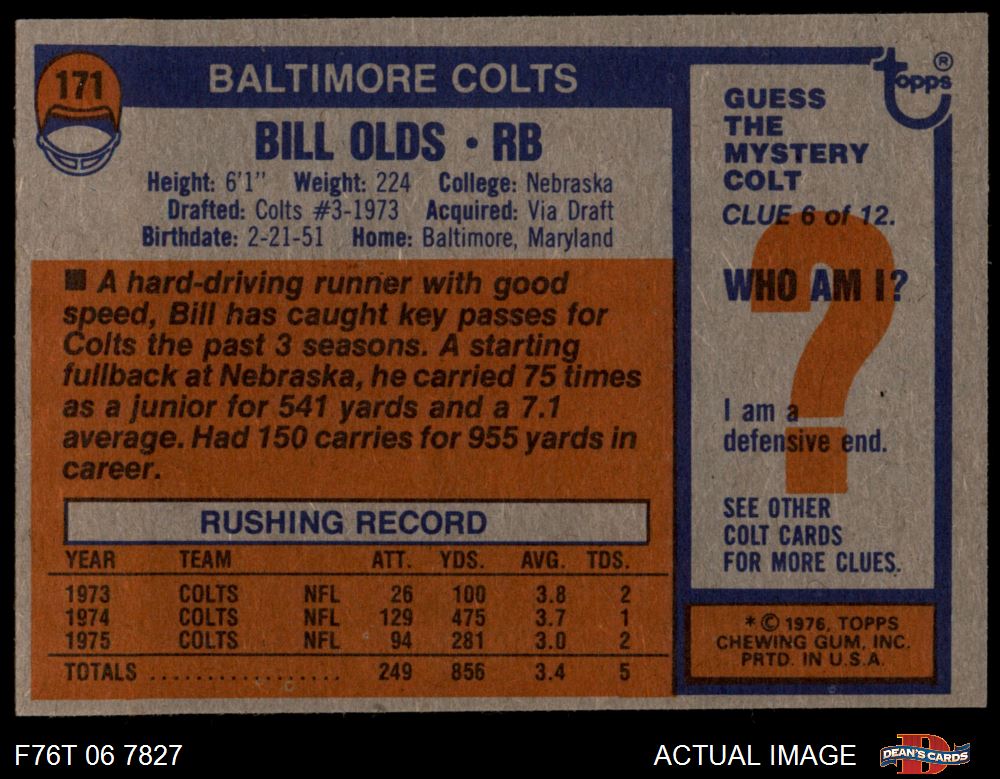 171
BALTIMORE COLTS
BILL OLDS • RB
Height: 6'1" Weight: 224 College: Nebraska
Drafted: Colts #3-1973 Acquired: Via Draft
Birthdate: 2-21-51 Home: Baltimore, Maryland
■ A hard-driving runner with good
speed, Bill has caught key passes for
Colts the past 3 seasons. A starting
fullback at Nebraska, he carried 75 times
as a junior for 541 yards and a 7.1
average. Had 150 carries for 955 yards in
career.
RUSHING RECORD
YEAR TEAM ATT. YDS. AVG. TDS.
1973 COLTS NFL 26 100 3.8 2
1974 COLTS NFL 129 475 3.7 1
1975 COLTS NFL 94 281 3.0 2
TOTALS .................. 249 856 3.4 5
topps ®
GUESS
THE
MYSTERY
COLT
CLUE 6 of 12.
?
WHO AM I?
I am a
defensive end.
SEE OTHER
COLT CARDS
FOR MORE CLUES.
* © 1976, TOPPS
CHEWING GUM, INC.
PRTD. IN U.S.A.
F76T 06 7827
ACTUAL IMAGE
D
DEAN'S CARDS